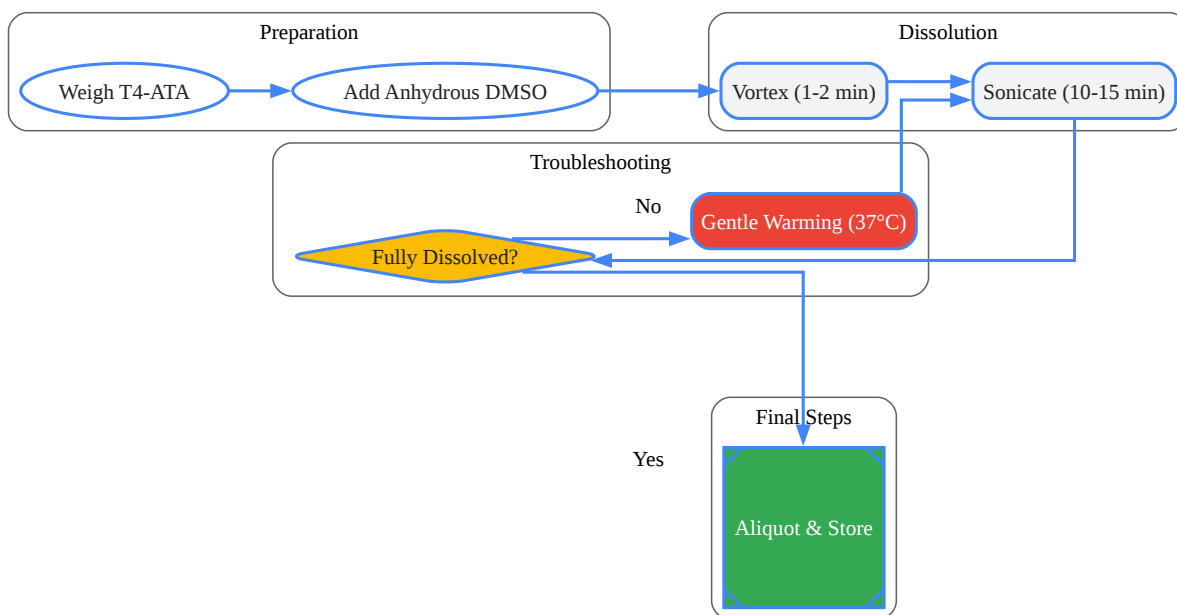 Preparation
Dissolution
Weigh T4-ATA
Add Anhydrous DMSO
Vortex (1-2 min)
Sonicate (10-15 min)
Troubleshooting
No
Gentle Warming (37°C)
Fully Dissolved?
Final Steps
Yes
Aliquot & Store